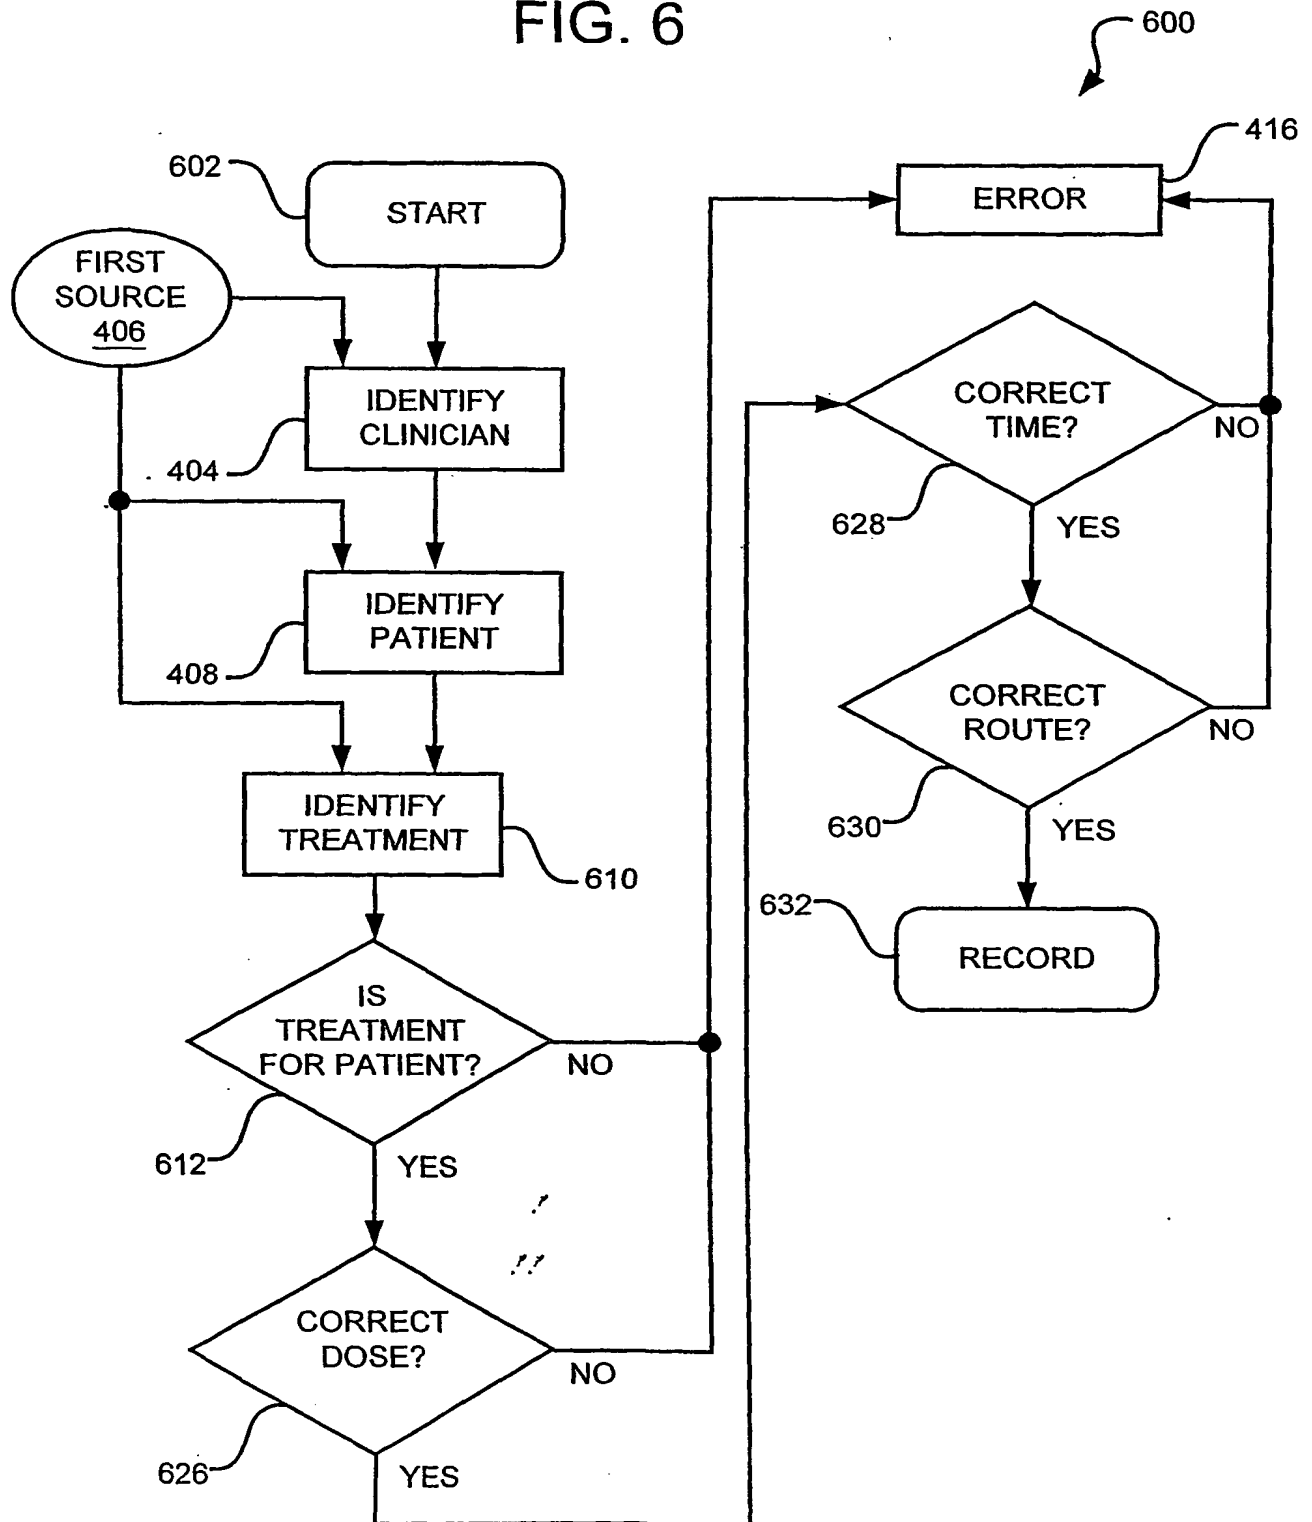 FIG. 6
600
416
ERROR
602
START
FIRST
SOURCE
406
IDENTIFY
CLINICIAN
404
IDENTIFY
PATIENT
408
IDENTIFY
TREATMENT
610
IS
TREATMENT
FOR PATIENT?
NO
612
YES
CORRECT
DOSE?
NO
626
YES
CORRECT
TIME?
NO
628
YES
CORRECT
ROUTE?
NO
630
YES
632
RECORD